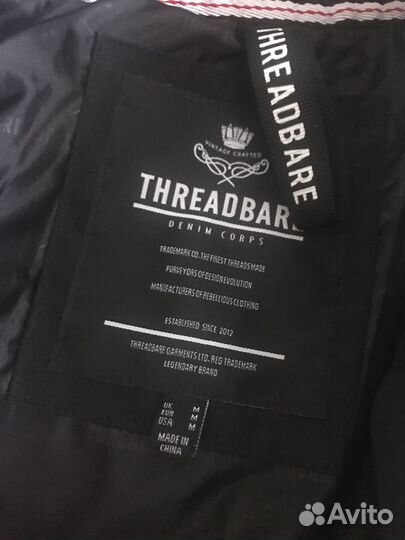 THREADBARE
VINTAGE CRAFTED
THREADBARE
DENIM CORPS
TRADEMARK CO. THE FINEST THREADS MADE
PURVEYORS OF DESIGN EVOLUTION
MANUFACTURERS OF REBELLIOUS CLOTHING
ESTABLISHED SINCE 2012
THREADBARE GARMENTS LTD. REG TRADEMARK
LEGENDARY BRAND
UK M
EUR M
USA M
MADE IN
CHINA
Avito